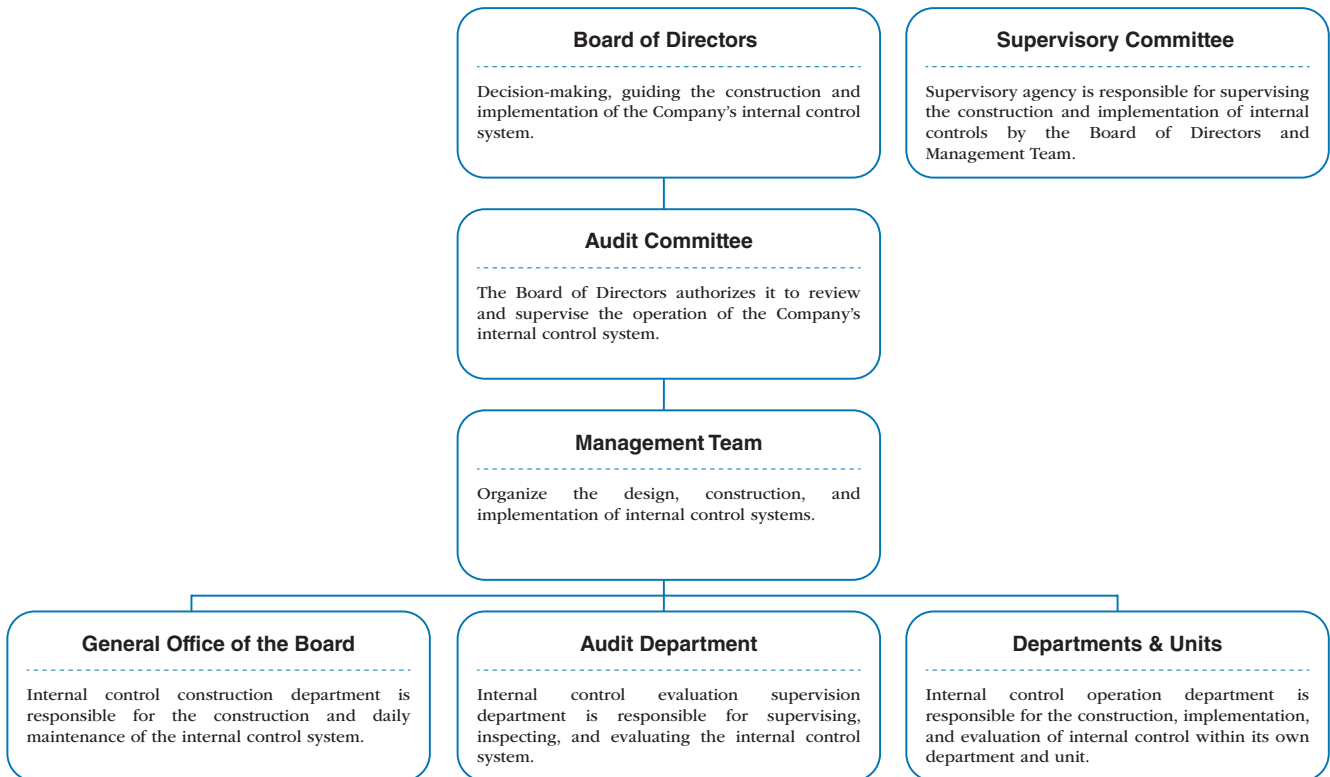 Board of Directors
Decision-making, guiding the construction and
implementation of the Company's internal control
system.
Supervisory Committee
Supervisory agency is responsible for supervising
the construction and implementation of internal
controls by the Board of Directors and
Management Team.
Audit Committee
The Board of Directors authorizes it to review
and supervise the operation of the Company's
internal control system.
Management Team
Organize the design, construction, and
implementation of internal control systems.
General Office of the Board
Internal control construction department is
responsible for the construction and daily
maintenance of the internal control system.
Audit Department
Internal control evaluation supervision
department is responsible for supervising,
inspecting, and evaluating the internal control
system.
Departments & Units
Internal control operation department is
responsible for the construction, implementation,
and evaluation of internal control within its own
department and unit.